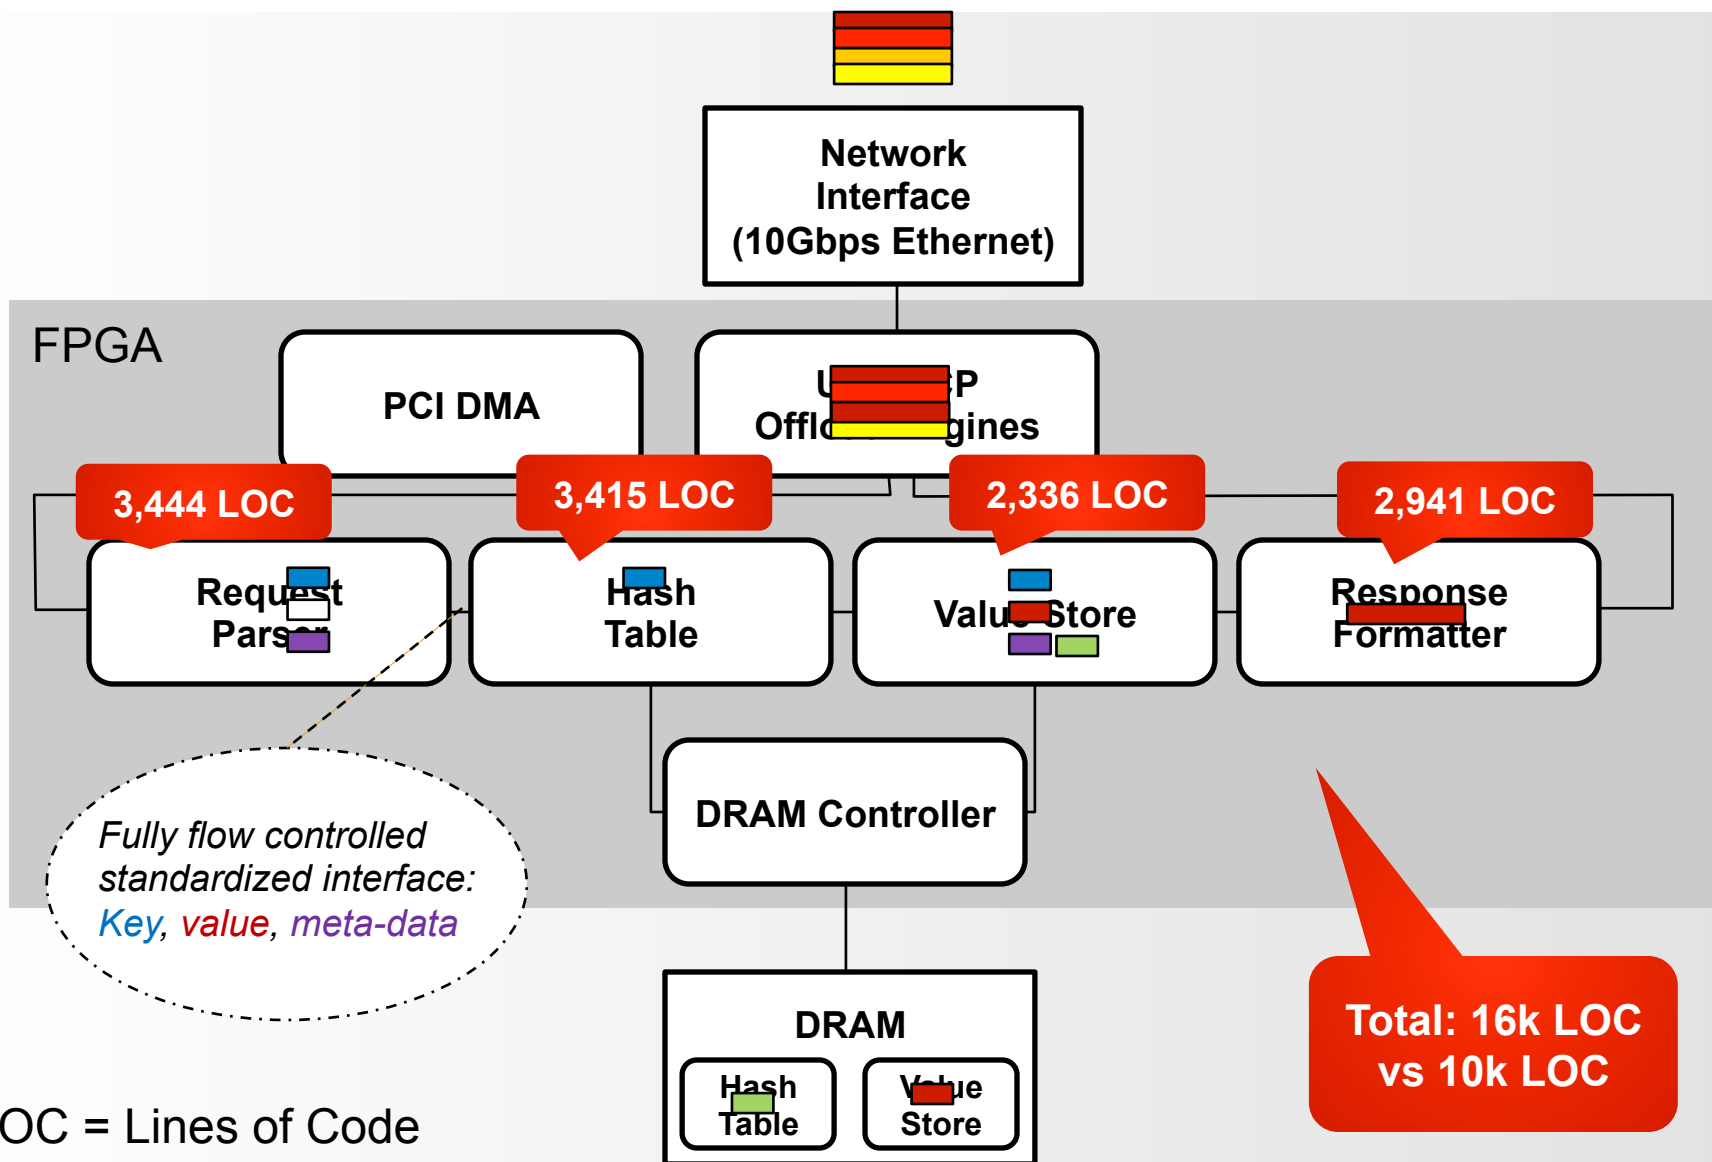 Network
Interface
(10Gbps Ethernet)
FPGA
PCI DMA
3,444 LOC
3,415 LOC
2,336 LOC
2,941 LOC
Request
Parser
Hash
Table
Value Store
Response
Formatter
DRAM Controller
Fully flow controlled
standardized interface:
Key, value, meta-data
Total: 16k LOC
vs 10k LOC
DRAM
Hash
Table
Value
Store
OC = Lines of Code